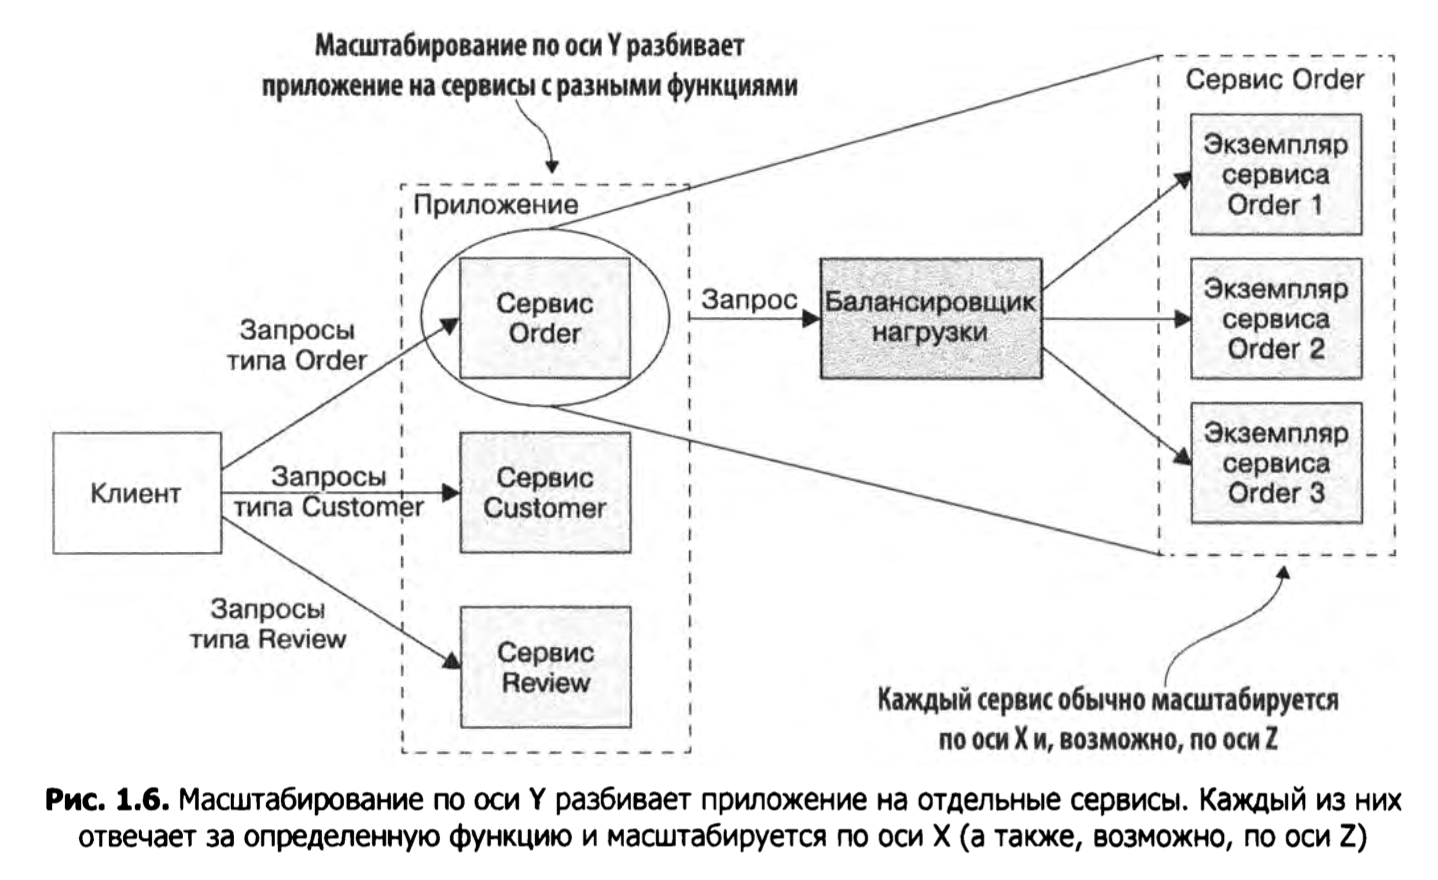 Масштабирование по оси Y разбивает
приложение на сервисы с разными функциями
Сервис Order
Экземпляр
сервиса
Order 1
Приложение
Сервис
Order
Запрос
Балансировщик
нагрузки
Экземпляр
сервиса
Order 2
Запросы
типа Order
Экземпляр
сервиса
Order 3
Клиент
Запросы
типа Customer
Сервис
Customer
Запросы
типа Review
Сервис
Review
Каждый сервис обычно масштабируется
по оси X и, возможно, по оси Z
Рис. 1.6. Масштабирование по оси Y разбивает приложение на отдельные сервисы. Каждый из них
отвечает за определенную функцию и масштабируется по оси X (а также, возможно, по оси Z)